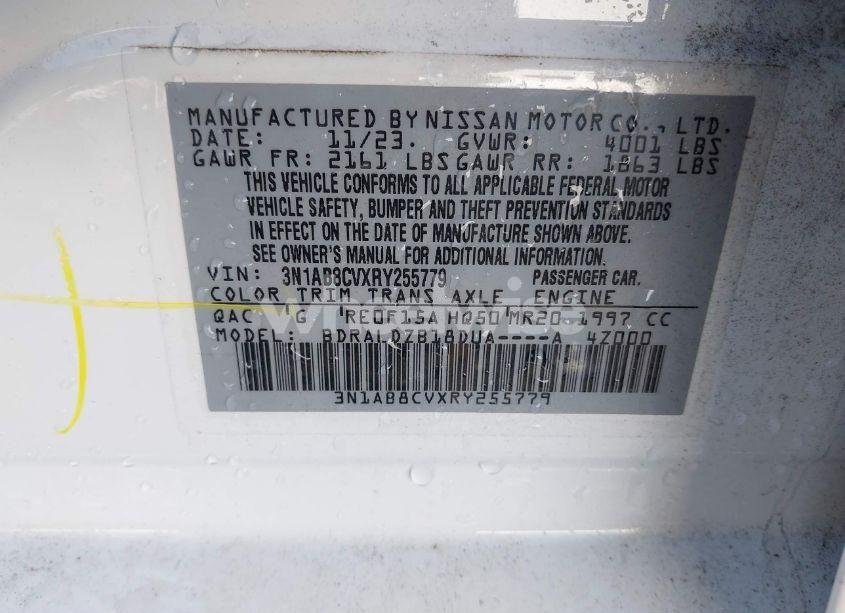 MANUFACTURED BY NISSAN MOTOR CO., LTD.
DATE: 11/23. GVWR: 4001 LBS
GAWR FR: 2161 LBS GAWR RR: 1863 LBS
THIS VEHICLE CONFORMS TO ALL APPLICABLE FEDERAL MOTOR
VEHICLE SAFETY, BUMPER AND THEFT PREVENTION STANDARDS
IN EFFECT ON THE DATE OF MANUFACTURE SHOWN ABOVE.
SEE OWNER'S MANUAL FOR ADDITIONAL INFORMATION.
VIN: 3N1AB8CVXRY255779 PASSENGER CAR.
COLOR TRIM TRANS AXLE ENGINE
QAC G RE0F15A HQ50 MR20 1997 CC
MODEL: BDRALDZB18DUA----A 4Z000
3N1AB8CVXRY255779